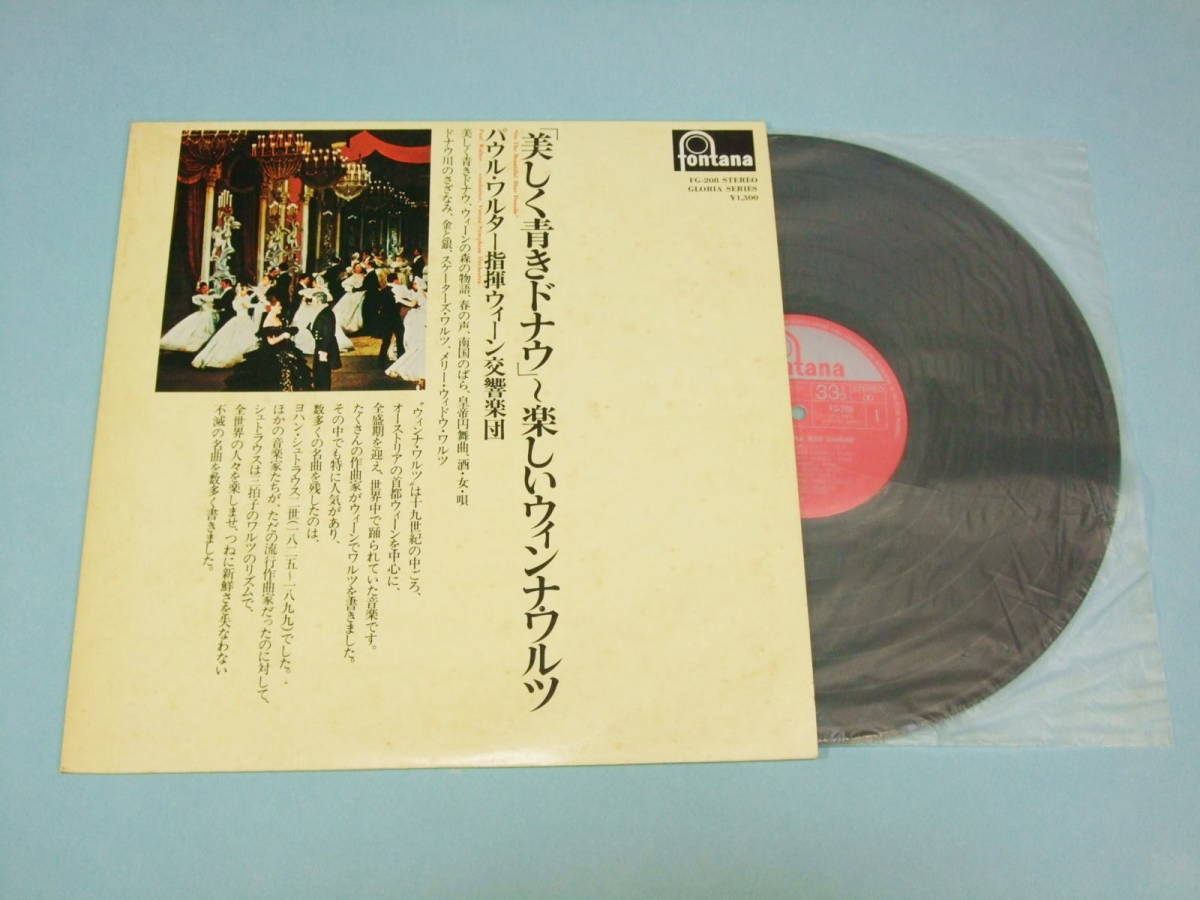 「美しく青きドナウ」〜楽しいウィンナ・ワルツ
パウル・ワルター指揮ウィーン交響楽団
美しく青きドナウ、ウィーンの森の物語、春の声、南国のばら、皇帝円舞曲、酒・女・唄
ドナウ川のさざなみ、金と銀、スケーターズ・ワルツ、メリー・ウィドウ・ワルツ
"ウィンナ・ワルツ"は十九世紀の中ごろ、
オーストリアの首都ウィーンを中心に、
全盛期を迎え、世界中で踊られていた音楽です。
たくさんの作曲家がウィーンでワルツを書きました。
その中でも特に人気があり、
数多くの名曲を残したのは、
ヨハン・シュトラウス二世(一八二五〜一八九九)でした。
ほかの音楽家たちが、ただの流行作曲家だったのに対して、
シュトラウスは三拍子のワルツのリズムで、
全世界の人々を楽しませ、つねに新鮮さを失なわない
不滅の名曲を数多く書きました。
fontana
FG-208 STEREO
GLORIA SERIES
¥1,300
fontana
33 1/3
STEREO
FG-208
1